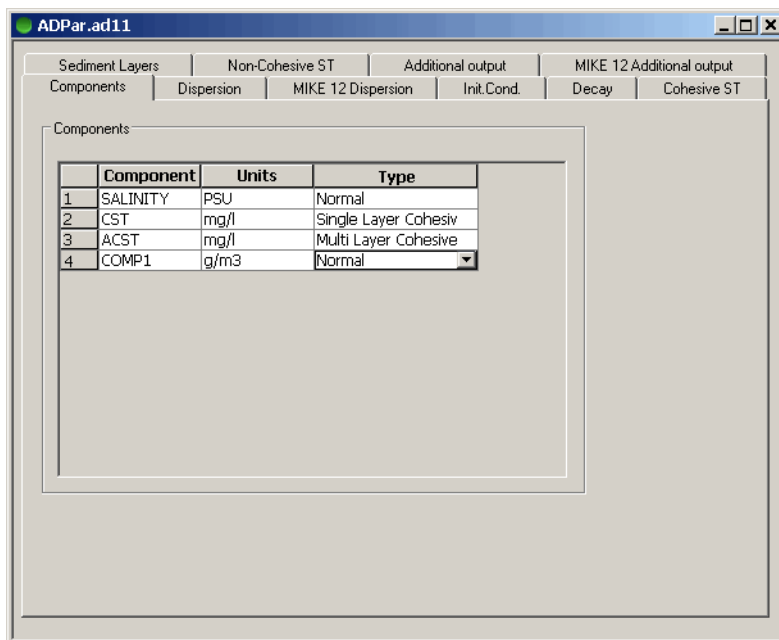 ADPar.ad11
Sediment Layers Non-Cohesive ST Additional output MIKE 12 Additional output
Components Dispersion MIKE 12 Dispersion Init.Cond. Decay Cohesive ST
Components
Component Units Type
1 SALINITY PSU Normal
2 CST mg/l Single Layer Cohesiv
3 ACST mg/l Multi Layer Cohesive
4 COMP1 g/m3 Normal